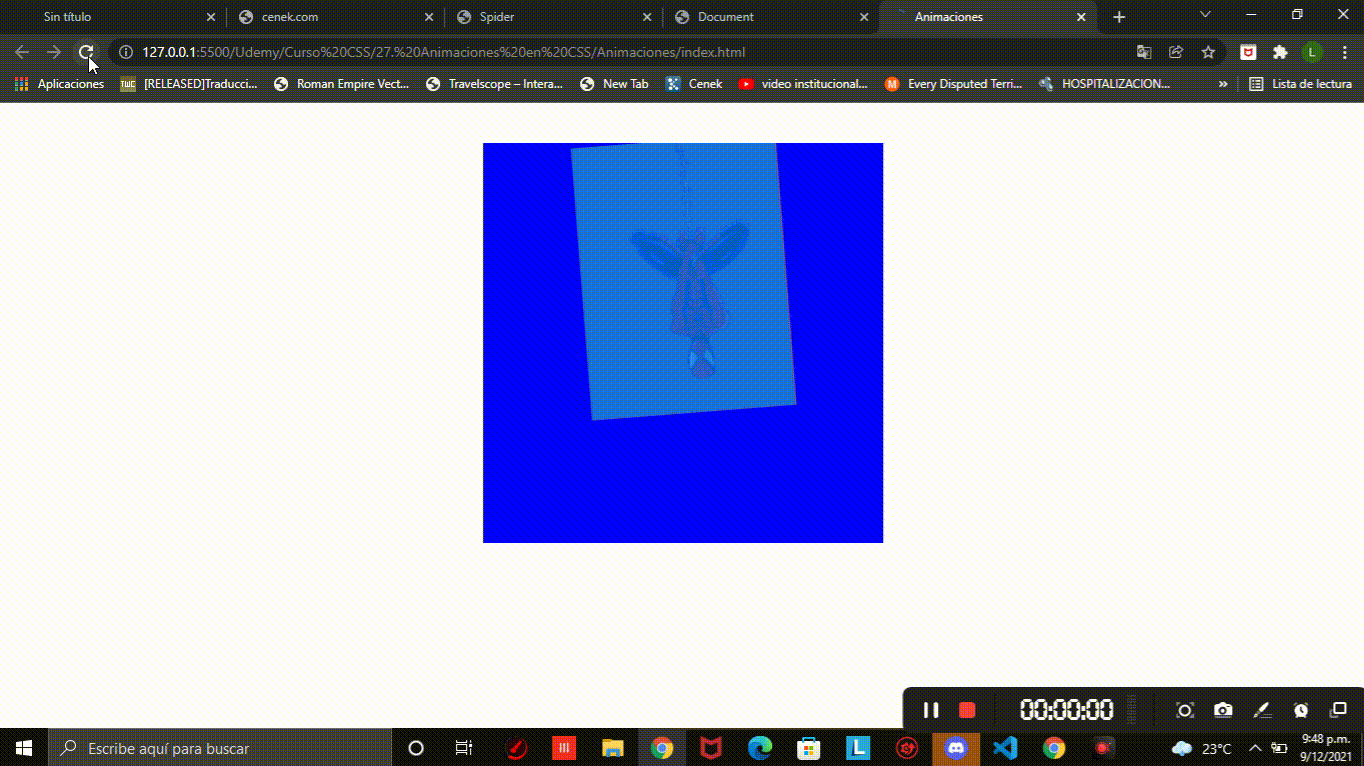 Sin título
cenek.com
Spider
Document
Animaciones
127.0.0.1:5500/Udemy/Curso%20CSS/27.%20Animaciones%20en%20CSS/Animaciones/index.html
L
Aplicaciones
TWC
[RELEASED]Traducci...
Roman Empire Vect...
Travelscope – Intera...
New Tab
Cenek
video institucional...
M
Every Disputed Terri...
HOSPITALIZACION...
»
Lista de lectura
00:00:00
Escribe aquí para buscar
L
23°C
9:48 p.m.
9/12/2021